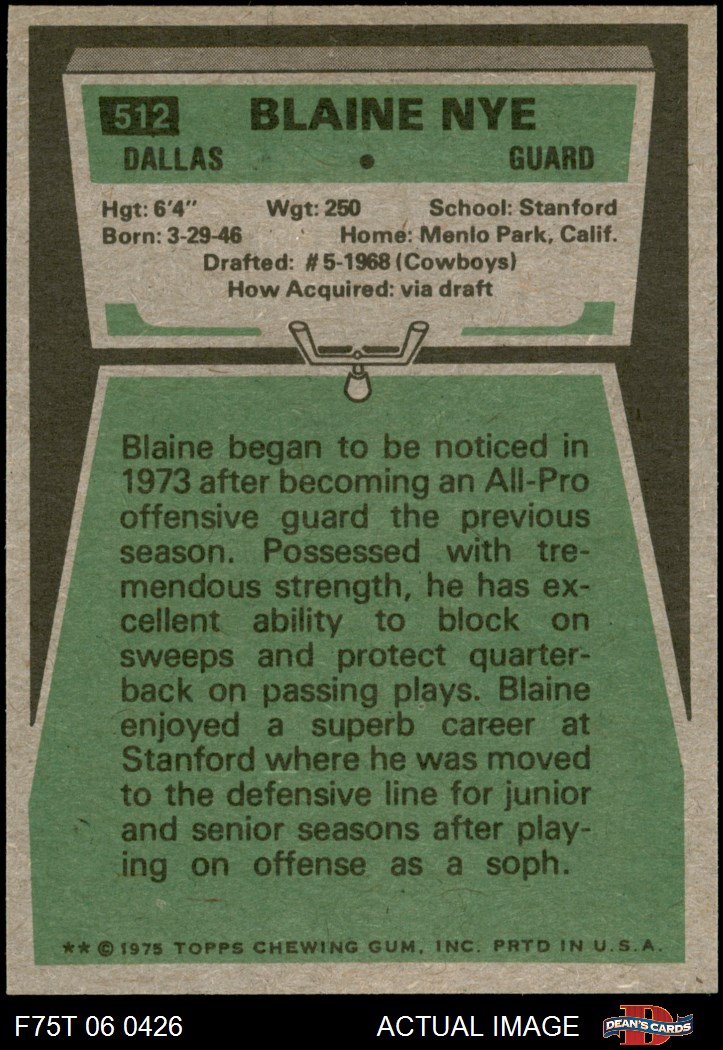 512 BLAINE NYE
DALLAS • GUARD
Hgt: 6'4" Wgt: 250 School: Stanford
Born: 3-29-46 Home: Menlo Park, Calif.
Drafted: #5-1968 (Cowboys)
How Acquired: via draft
Blaine began to be noticed in
1973 after becoming an All-Pro
offensive guard the previous
season. Possessed with tre-
mendous strength, he has ex-
cellent ability to block on
sweeps and protect quarter-
back on passing plays. Blaine
enjoyed a superb career at
Stanford where he was moved
to the defensive line for junior
and senior seasons after play-
ing on offense as a soph.
** © 1975 TOPPS CHEWING GUM, INC. PRTD IN U.S.A.
F75T 06 0426 ACTUAL IMAGE D DEAN'S CARDS